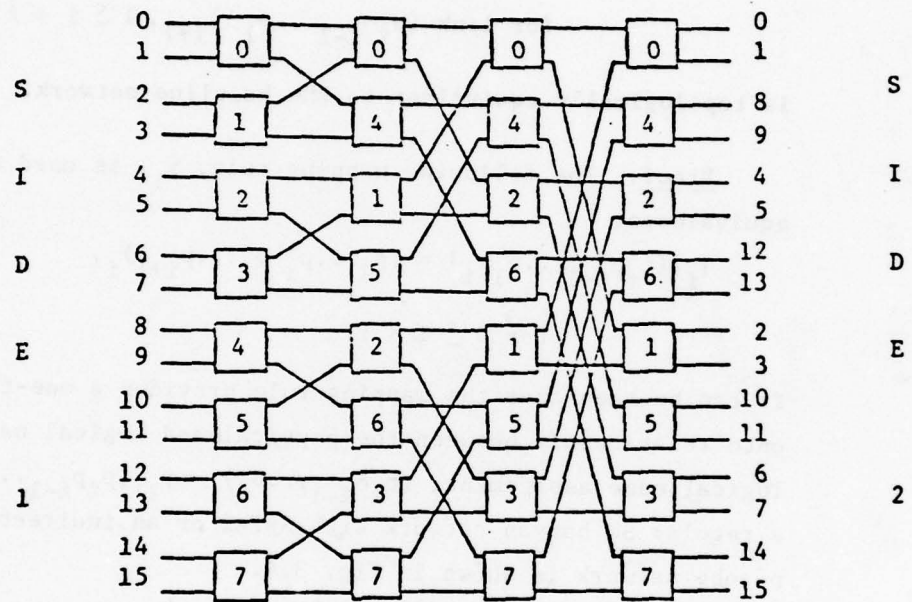 0 0
1 0 0 0 0 1
S S
2 8
3 1 4 4 4 9
I 4 4 I
5 2 1 2 2 5
6 12
D D
7 3 5 6 6 13
8 2
E 9 4 2 1 1 3 E
10 10
11 5 6 5 5 11
12 6
1 13 6 3 3 3 7 2
14 14
15 7 7 7 7 15